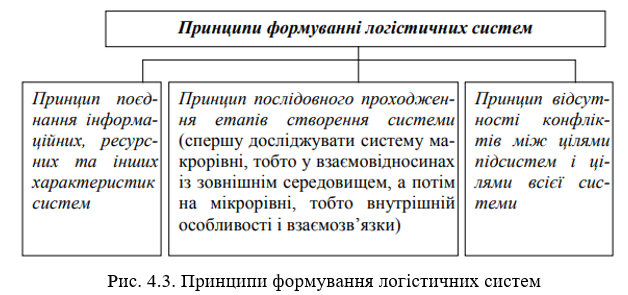 Принципи формуванні логістичних систем
Принцип поєд-
нання інформа-
ційних, ресурс-
них та інших
характеристик
систем
Принцип послідовного проходжен-
ня етапів створення системи
(спершу досліджувати систему ма-
крорівні, тобто у взаємовідносинах
із зовнішнім середовищем, а потім
на мікрорівні, тобто внутрішній
особливості і взаємозв’язки)
Принцип відсут-
ності конфлік-
тів між цілями
підсистем і ці-
лями всієї сис-
теми
Рис. 4.3. Принципи формування логістичних систем